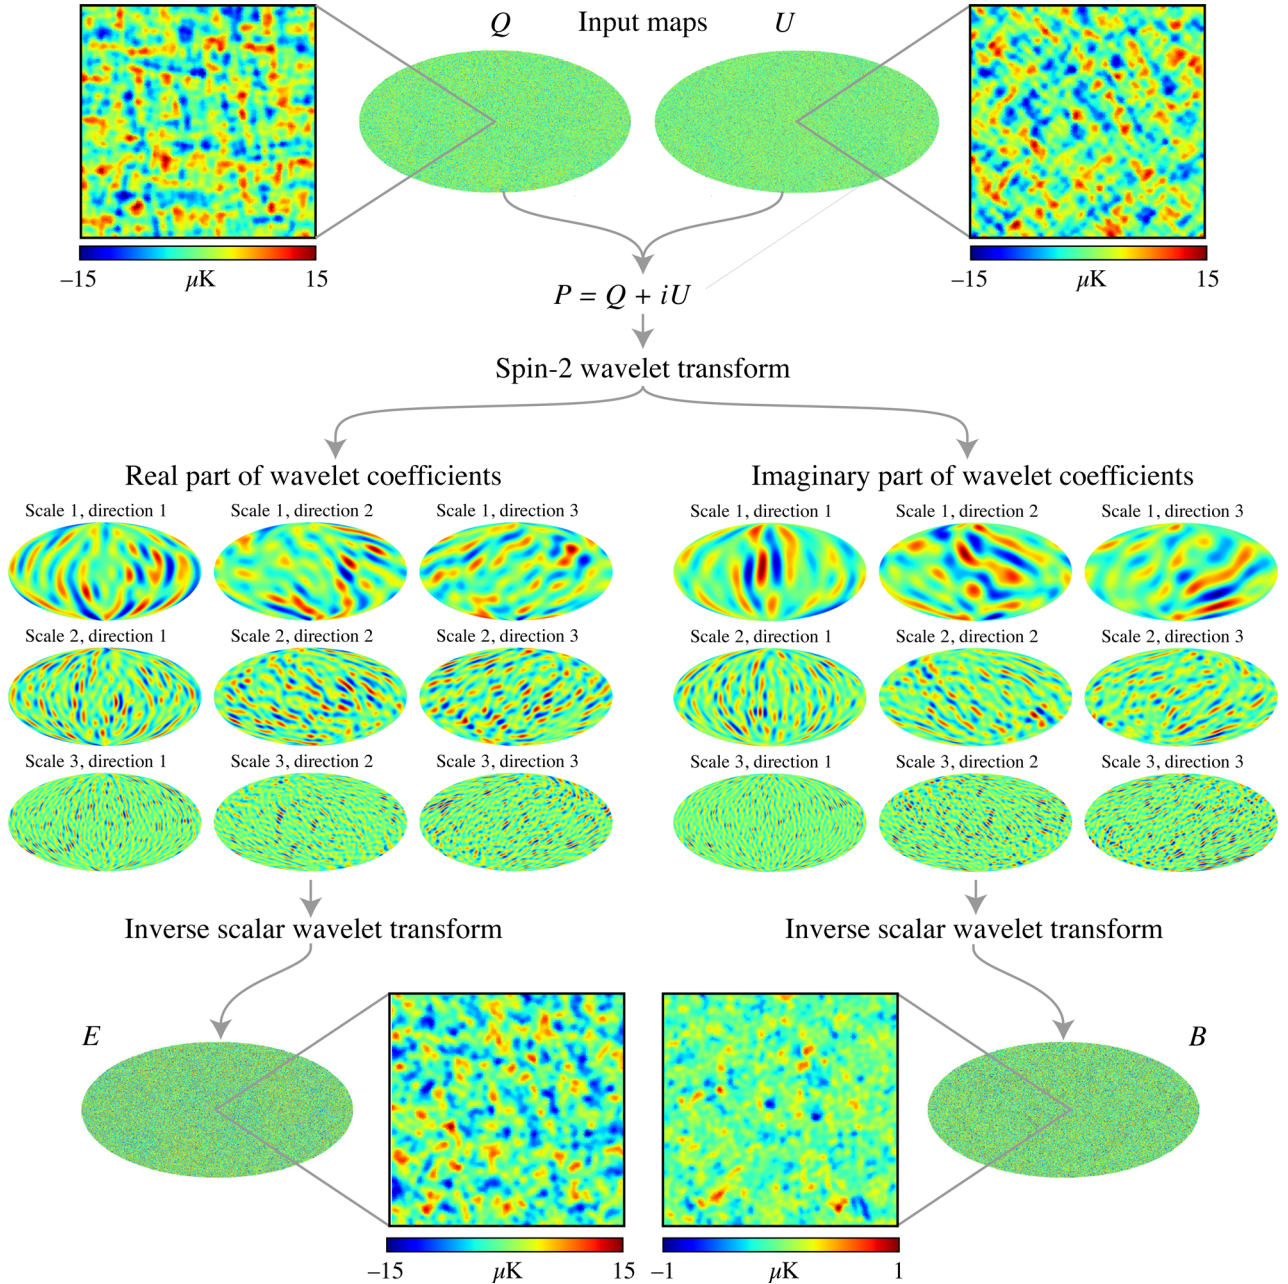 Q Input maps U
−15 μK 15 −15 μK 15
P = Q + iU
Spin-2 wavelet transform
Real part of wavelet coefficients
Scale 1, direction 1 Scale 1, direction 2 Scale 1, direction 3
Scale 2, direction 1 Scale 2, direction 2 Scale 2, direction 3
Scale 3, direction 1 Scale 3, direction 2 Scale 3, direction 3
Imaginary part of wavelet coefficients
Scale 1, direction 1 Scale 1, direction 2 Scale 1, direction 3
Scale 2, direction 1 Scale 2, direction 2 Scale 2, direction 3
Scale 3, direction 1 Scale 3, direction 2 Scale 3, direction 3
Inverse scalar wavelet transform
Inverse scalar wavelet transform
E
B
−15 μK 15
−1 μK 1